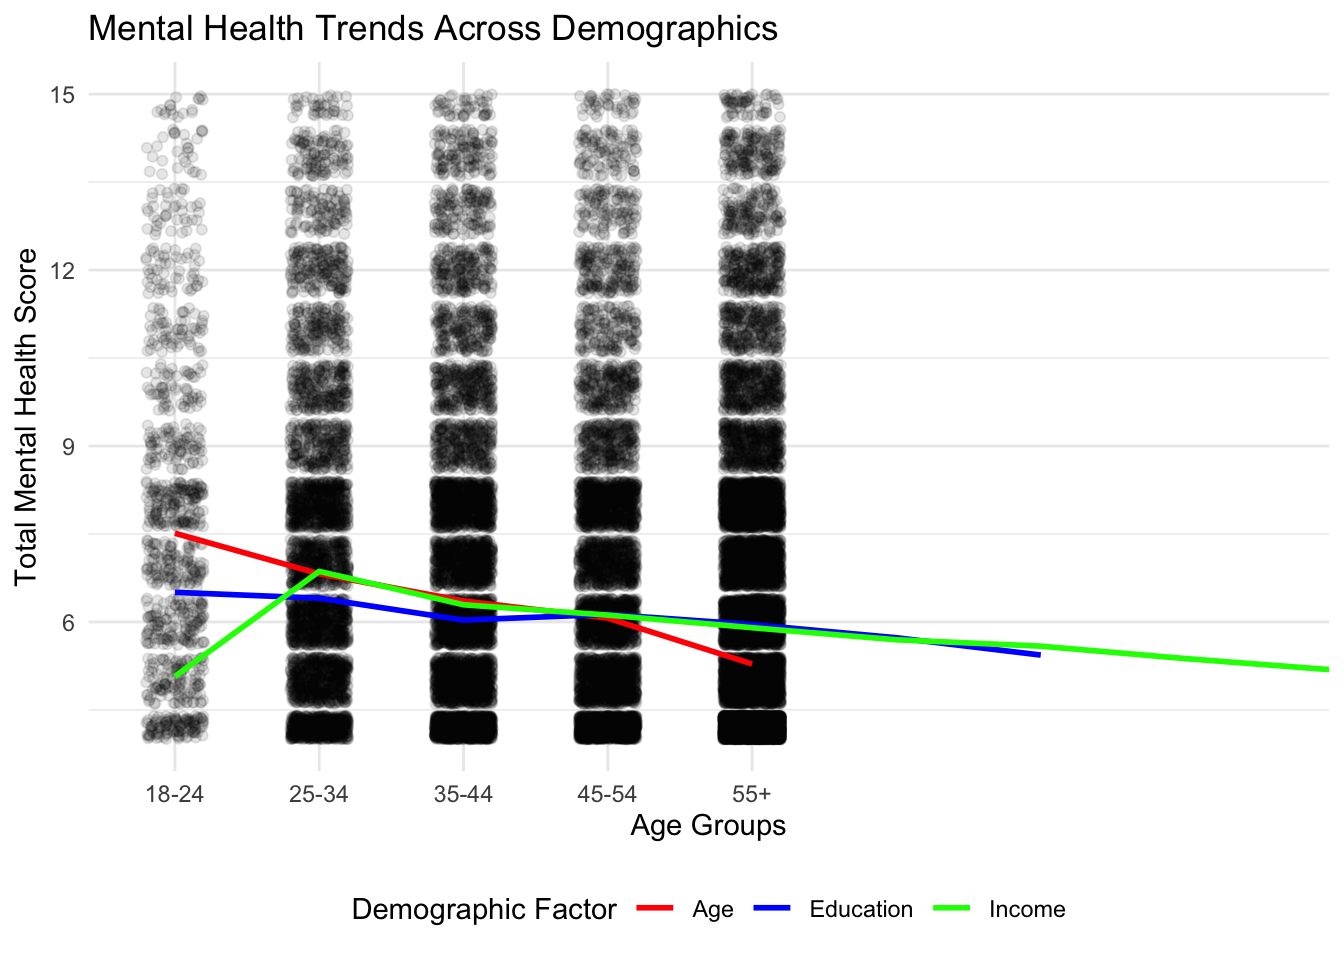 Mental Health Trends Across Demographics
Total Mental Health Score
15
12
9
6
18-24 25-34 35-44 45-54 55+
Age Groups
Demographic Factor Age Education Income